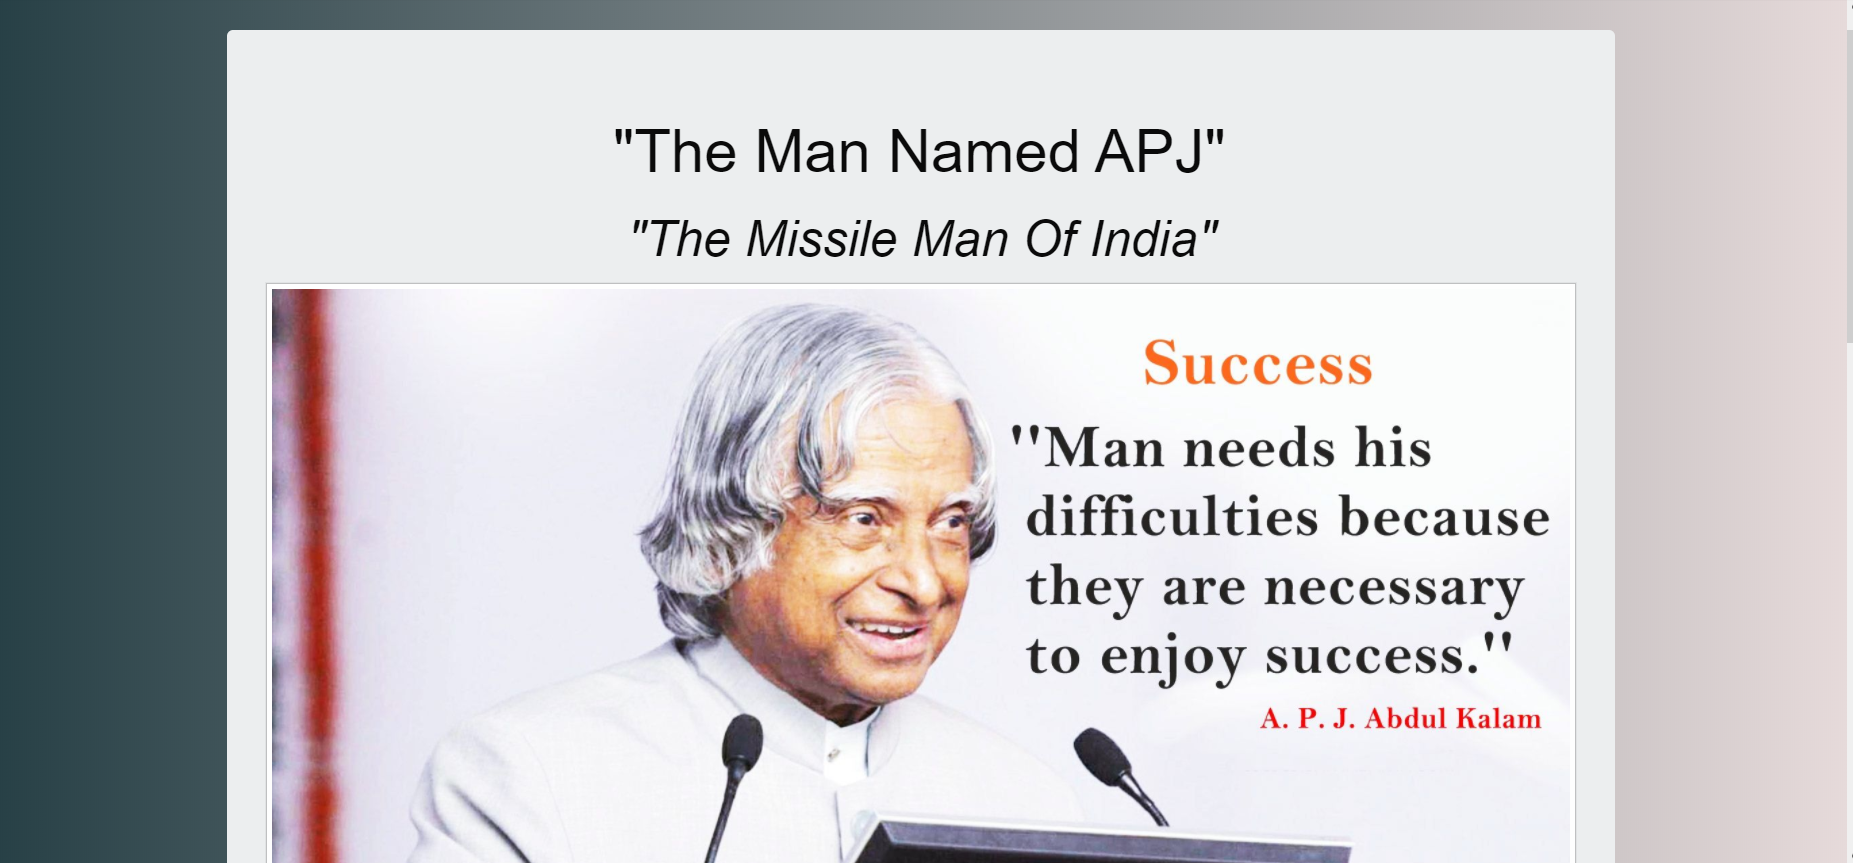 "The Man Named APJ"
"The Missile Man Of India"
Success
"Man needs his
difficulties because
they are necessary
to enjoy success."
A. P. J. Abdul Kalam